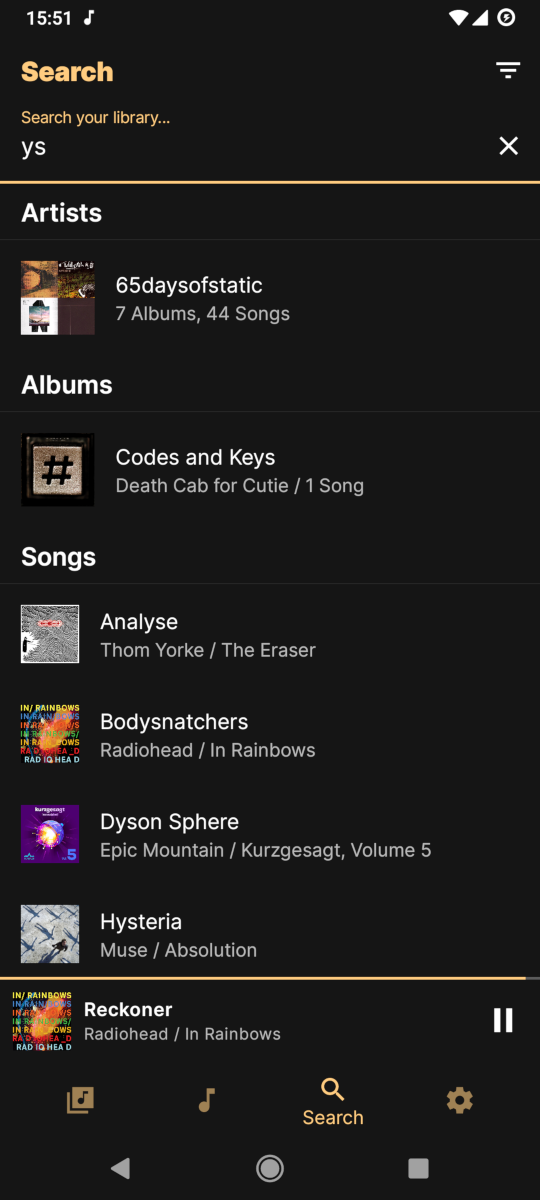 15:51
Search
Search your library...
ys
Artists
65daysofstatic
7 Albums, 44 Songs
Albums
#
Codes and Keys
Death Cab for Cutie / 1 Song
Songs
Analyse
Thom Yorke / The Eraser
IN/ RAINBOWS
Bodysnatchers
Radiohead / In Rainbows
kurzgesagt
5
Dyson Sphere
Epic Mountain / Kurzgesagt, Volume 5
Hysteria
Muse / Absolution
IN/ RAINBOWS
Reckoner
Radiohead / In Rainbows
Search